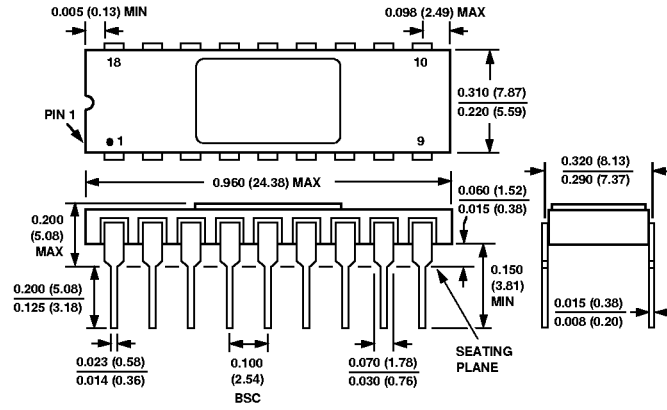 0.005 (0.13) MIN
0.098 (2.49) MAX
18
10
PIN 1
1
9
0.310 (7.87)
0.220 (5.59)
0.960 (24.38) MAX
0.060 (1.52)
0.015 (0.38)
0.320 (8.13)
0.290 (7.37)
0.200
(5.08)
MAX
0.200 (5.08)
0.125 (3.18)
0.150
(3.81)
MIN
0.015 (0.38)
0.008 (0.20)
SEATING
PLANE
0.023 (0.58)
0.014 (0.36)
0.100
(2.54)
BSC
0.070 (1.78)
0.030 (0.76)